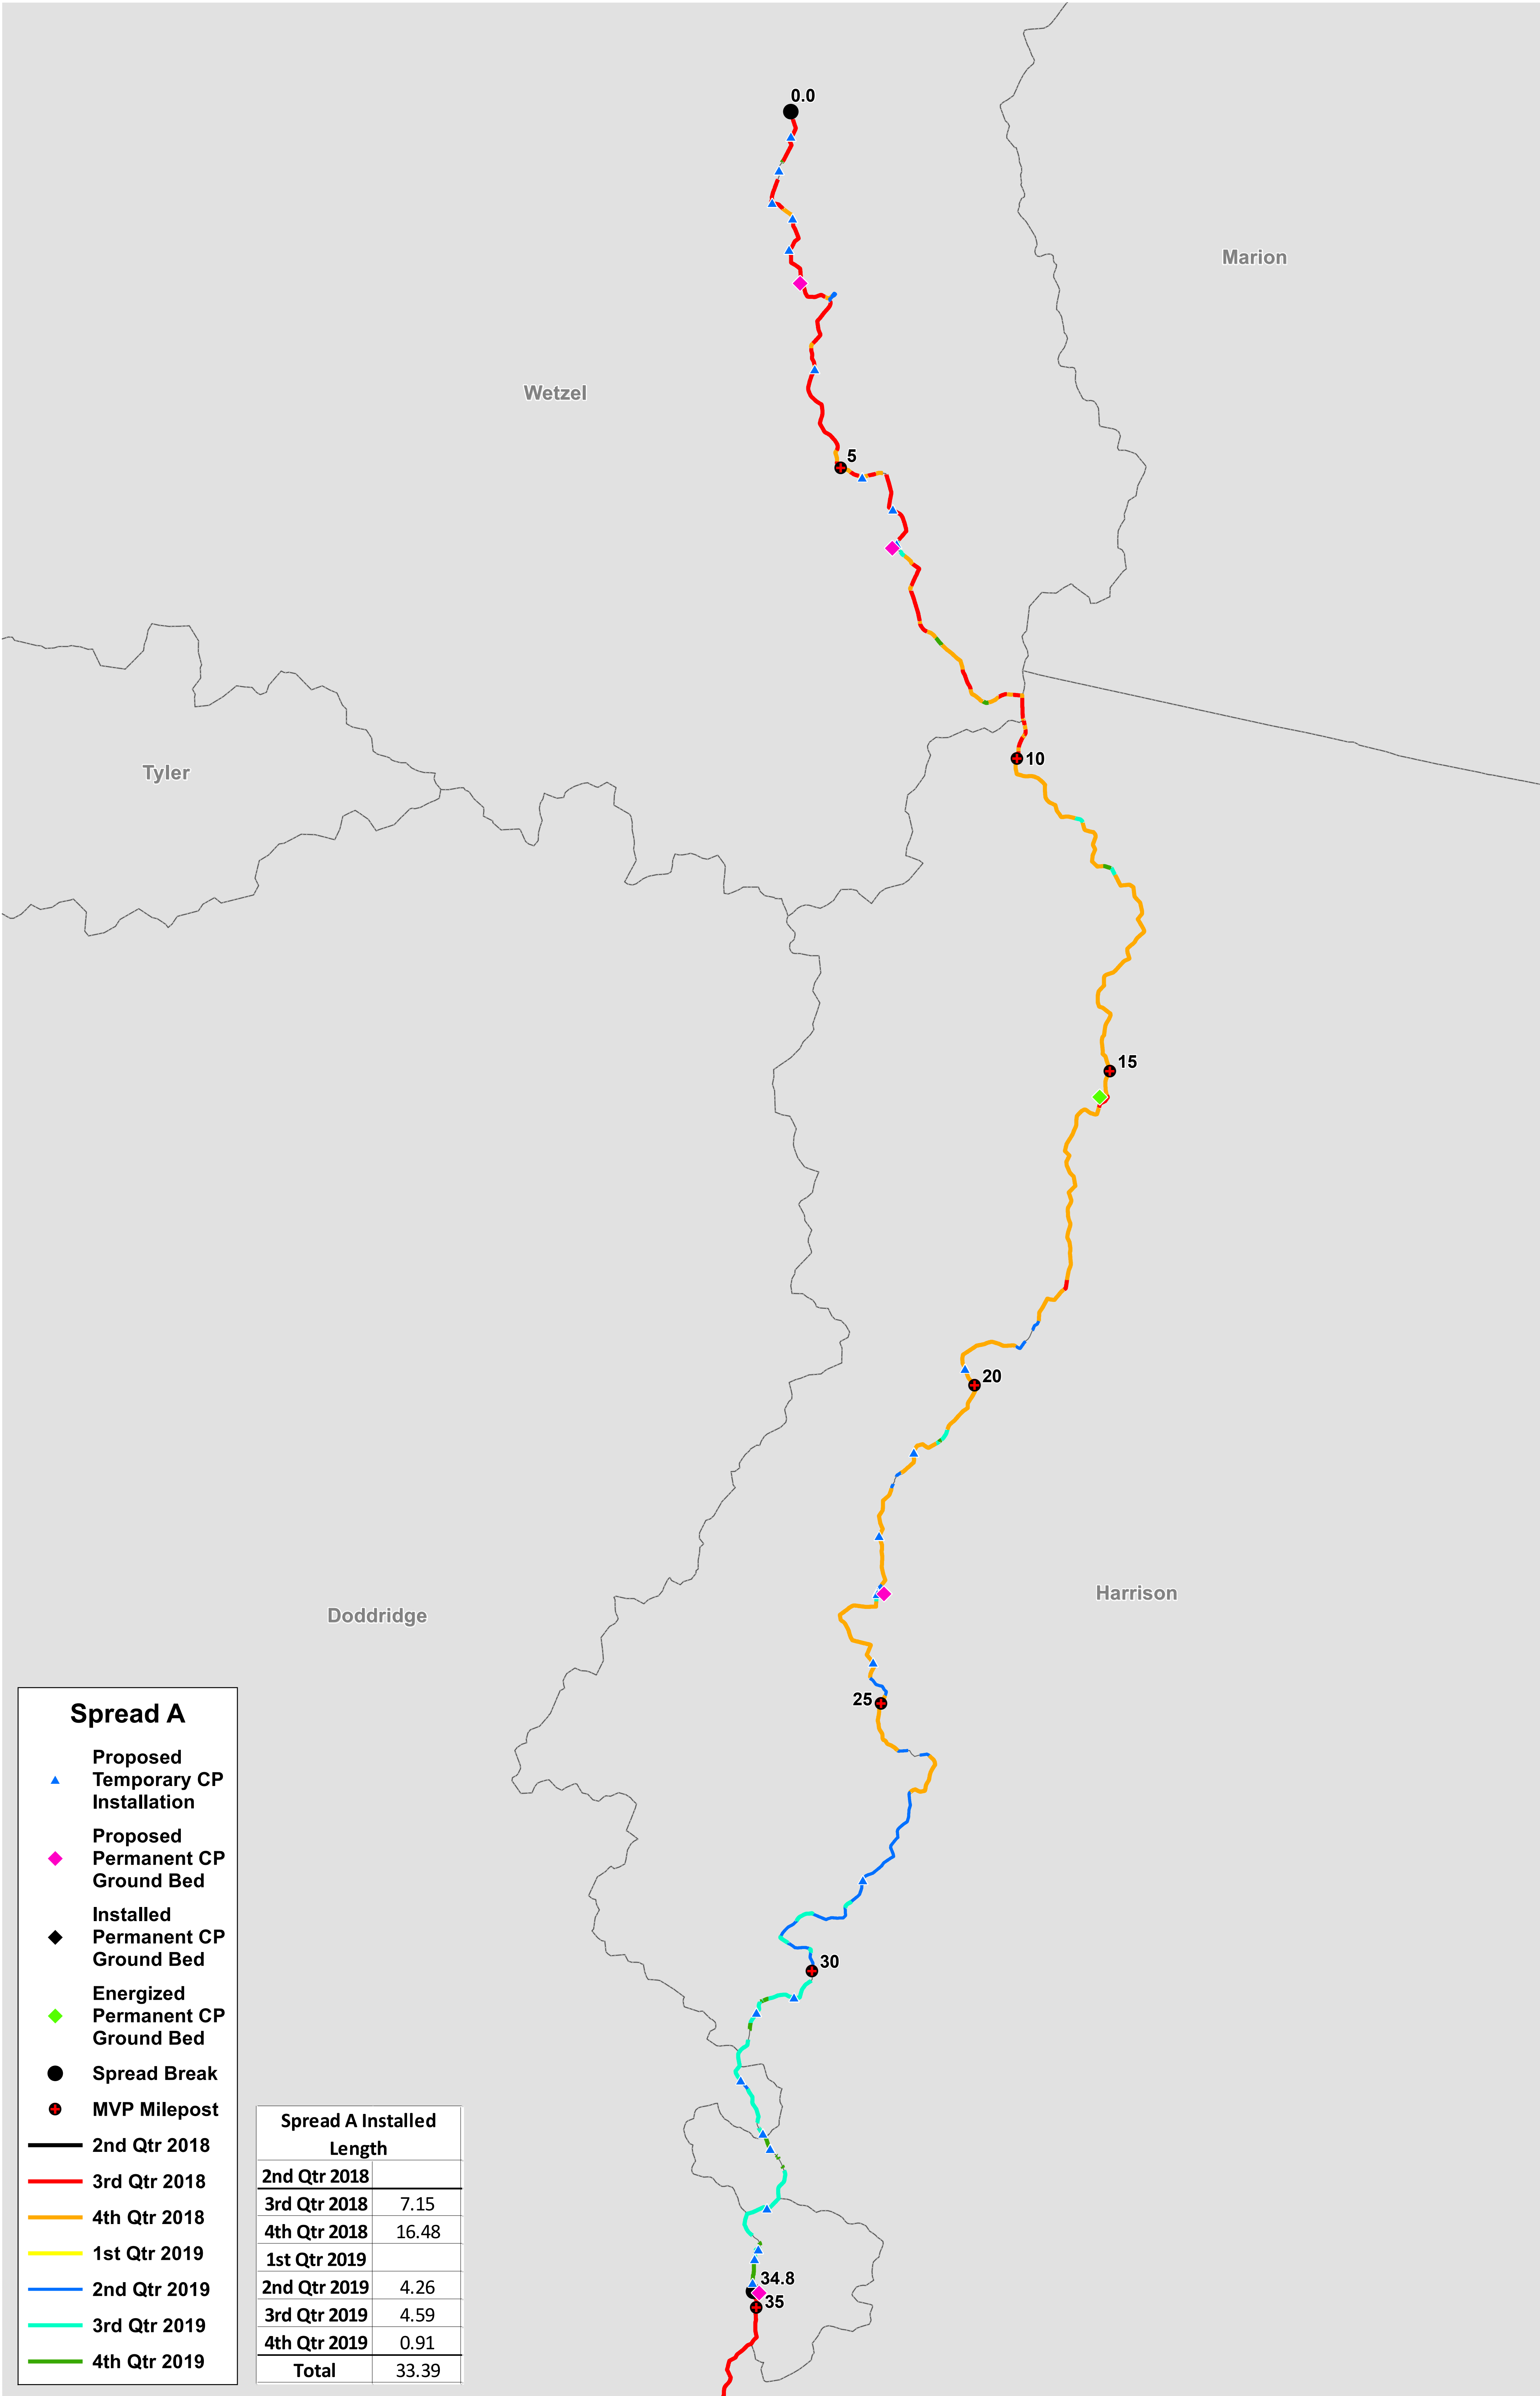 0.0
Marion
Wetzel
5
10
Tyler
15
20
Harrison
Doddridge
25
30
34.8
35
Spread A
Proposed
Temporary CP
Installation
Proposed
Permanent CP
Ground Bed
Installed
Permanent CP
Ground Bed
Energized
Permanent CP
Ground Bed
Spread Break
MVP Milepost
2nd Qtr 2018
3rd Qtr 2018
4th Qtr 2018
1st Qtr 2019
2nd Qtr 2019
3rd Qtr 2019
4th Qtr 2019
Spread A Installed
Length
2nd Qtr 2018
3rd Qtr 2018 7.15
4th Qtr 2018 16.48
1st Qtr 2019
2nd Qtr 2019 4.26
3rd Qtr 2019 4.59
4th Qtr 2019 0.91
Total 33.39